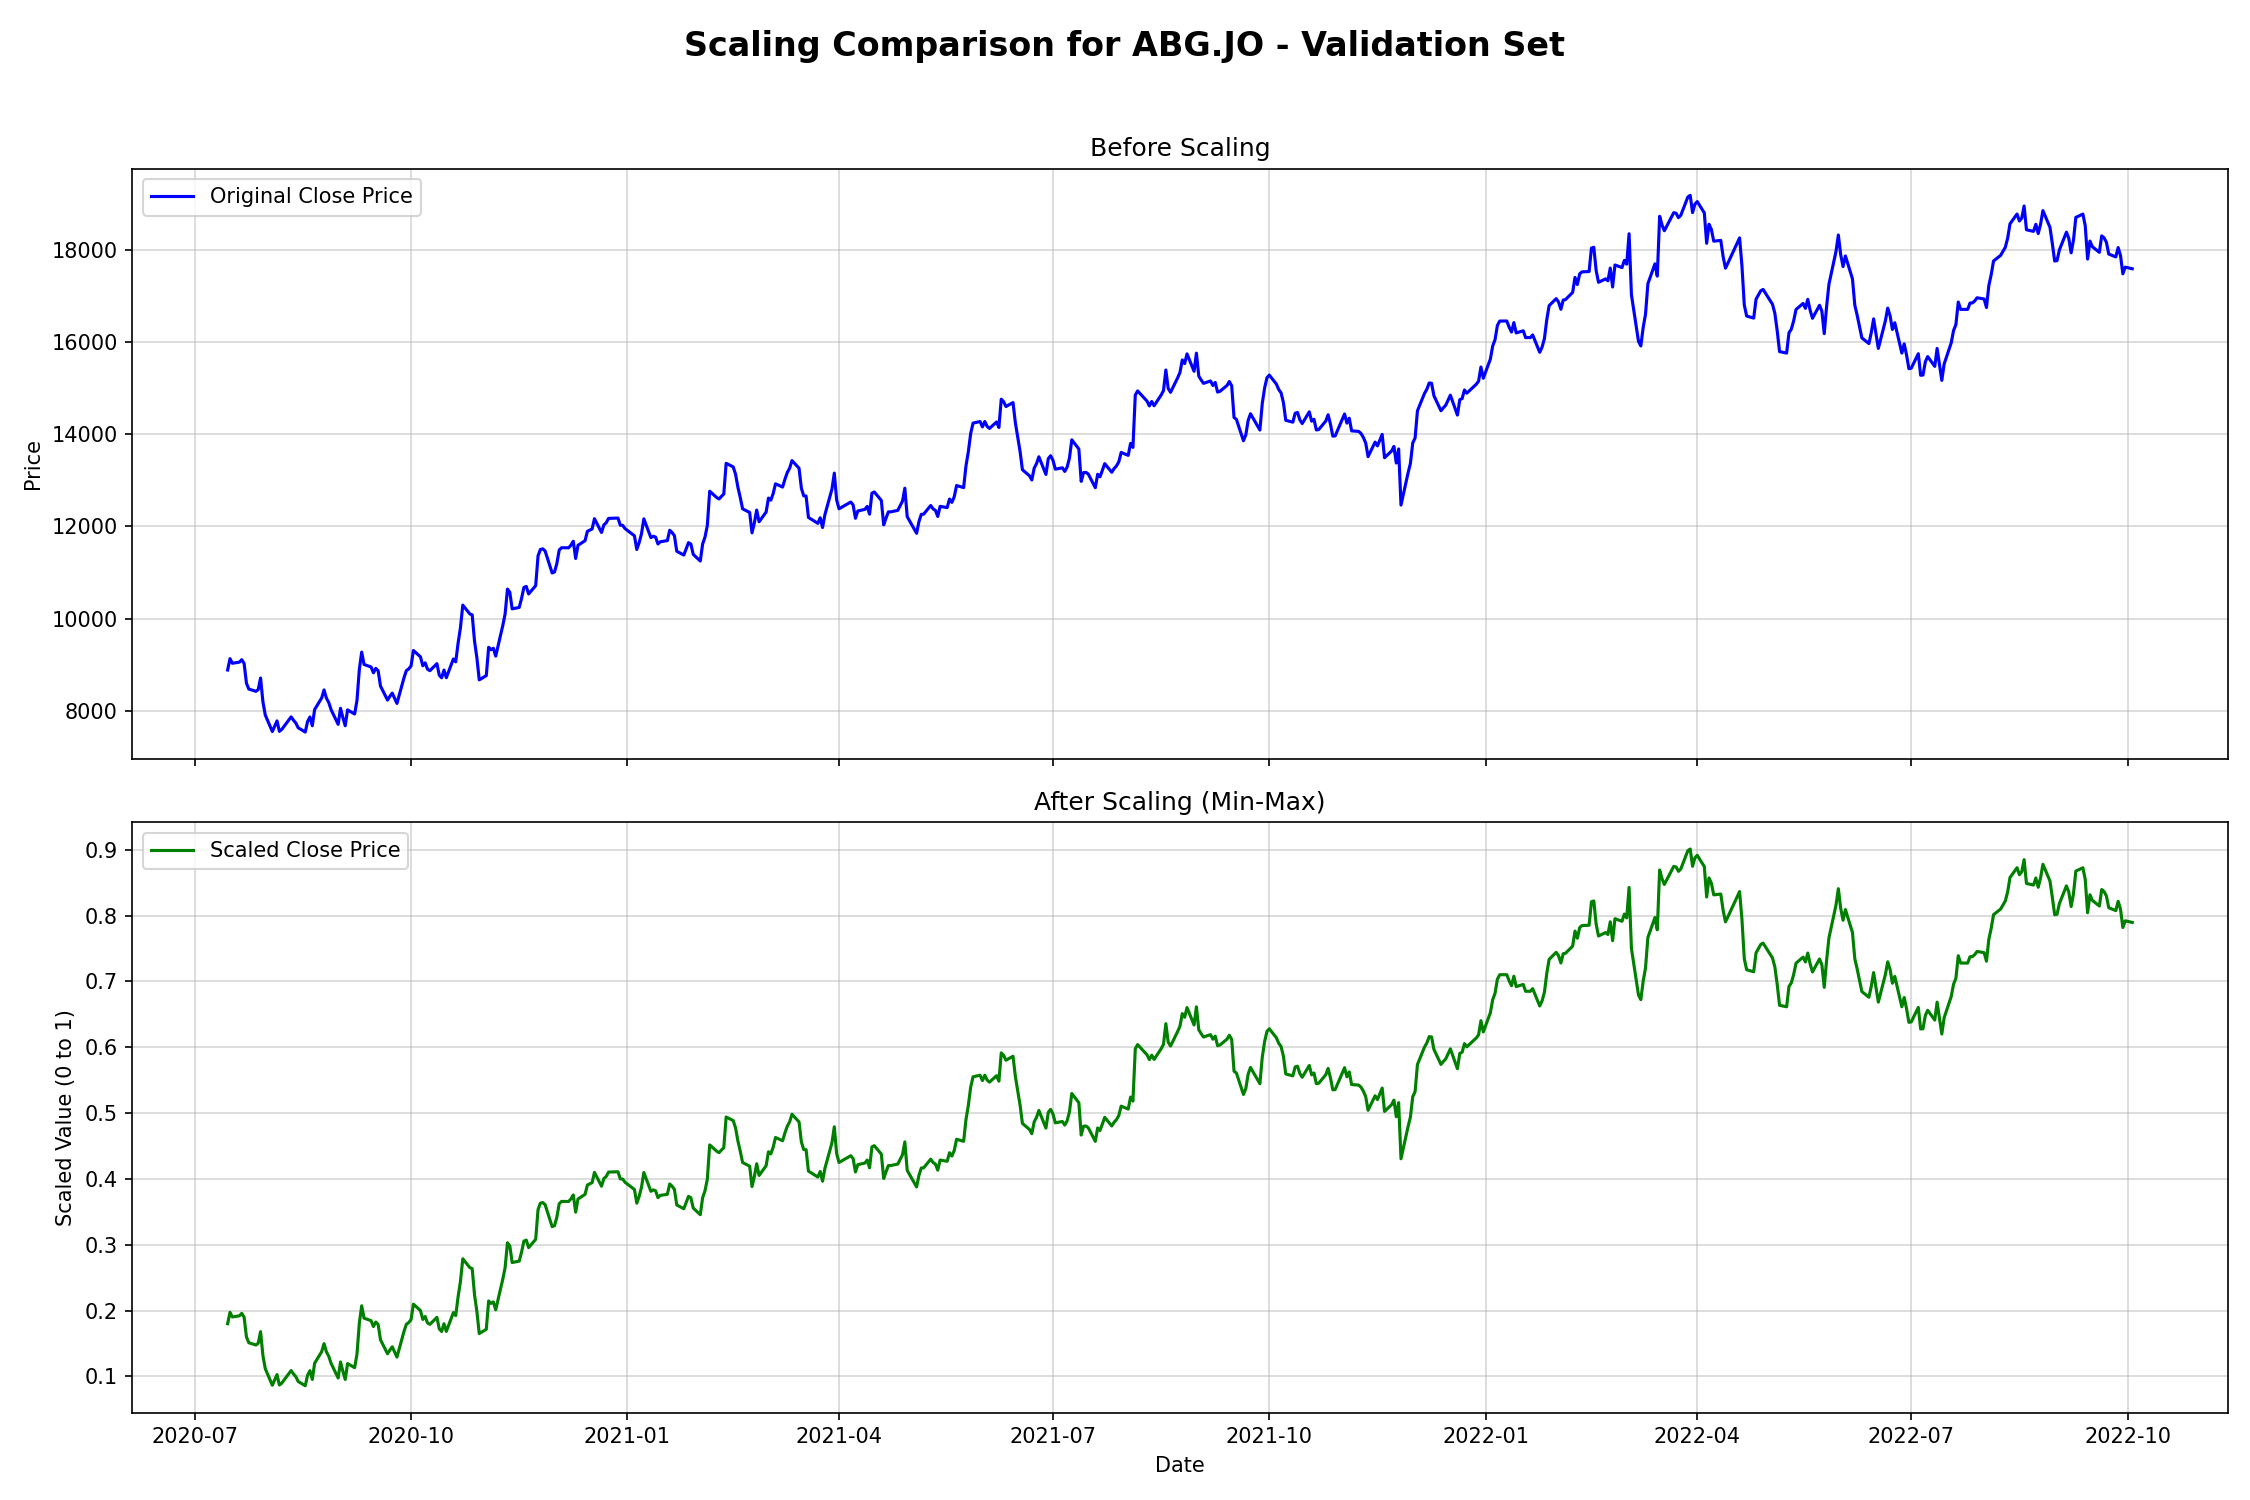 Scaling Comparison for ABG.JO - Validation Set
Before Scaling
Original Close Price
Price
18000
16000
14000
12000
10000
8000
After Scaling (Min-Max)
Scaled Close Price
Scaled Value (0 to 1)
0.9
0.8
0.7
0.6
0.5
0.4
0.3
0.2
0.1
2020-07 2020-10 2021-01 2021-04 2021-07 2021-10 2022-01 2022-04 2022-07 2022-10
Date